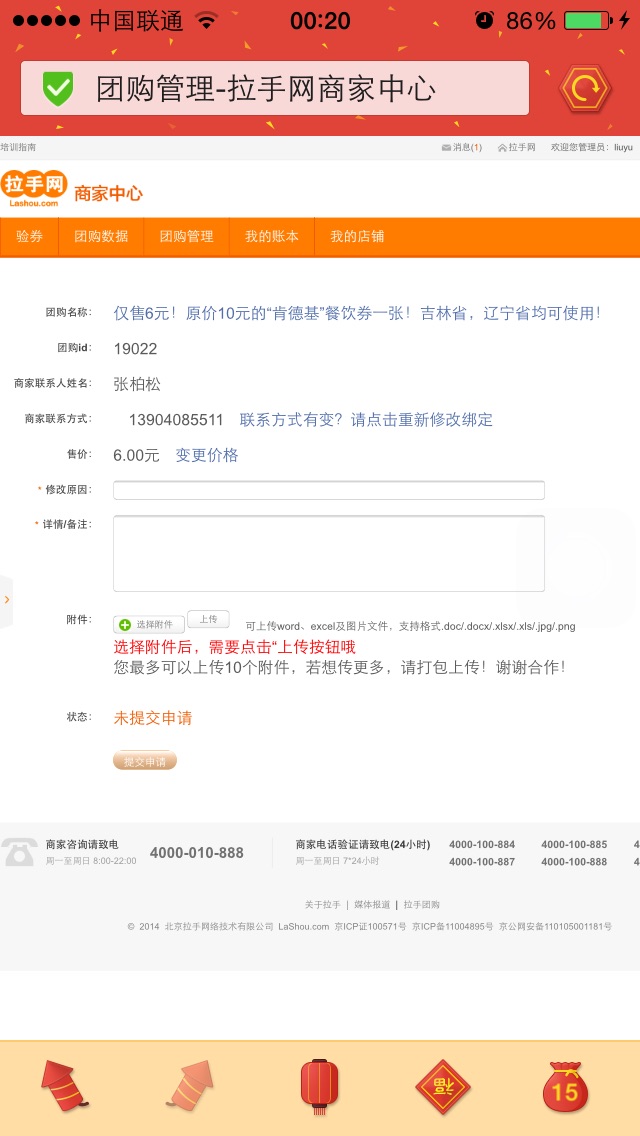 中国联通 00:20 86%
团购管理-拉手网商家中心
培训指南 消息(1) 拉手网 欢迎您管理员：liuyu
拉手网 Lashou.com 商家中心
验券 团购数据 团购管理 我的账本 我的店铺
团购名称： 仅售6元！原价10元的“肯德基”餐饮券一张！吉林省，辽宁省均可使用！
团购id： 19022
商家联系人姓名： 张柏松
商家联系方式： 13904085511 联系方式有变？请点击重新修改绑定
售价： 6.00元 变更价格
* 修改原因：
* 详情/备注：
附件： 选择附件 上传 可上传word、excel及图片文件，支持格式.doc/.docx/.xlsx/.xls/.jpg/.png
选择附件后，需要点击“上传按钮哦
您最多可以上传10个附件，若想传更多，请打包上传！谢谢合作！
状态： 未提交申请
提交申请
商家咨询请致电 4000-010-888 商家电话验证请致电(24小时) 4000-100-884 4000-100-885 4
周一至周日 8:00-22:00 周一至周日 7*24小时 4000-100-887 4000-100-888 4
关于拉手 | 媒体报道 | 拉手团购
© 2014 北京拉手网络技术有限公司 LaShou.com 京ICP证100571号 京ICP备11004895号 京公网安备110105001181号
福 15